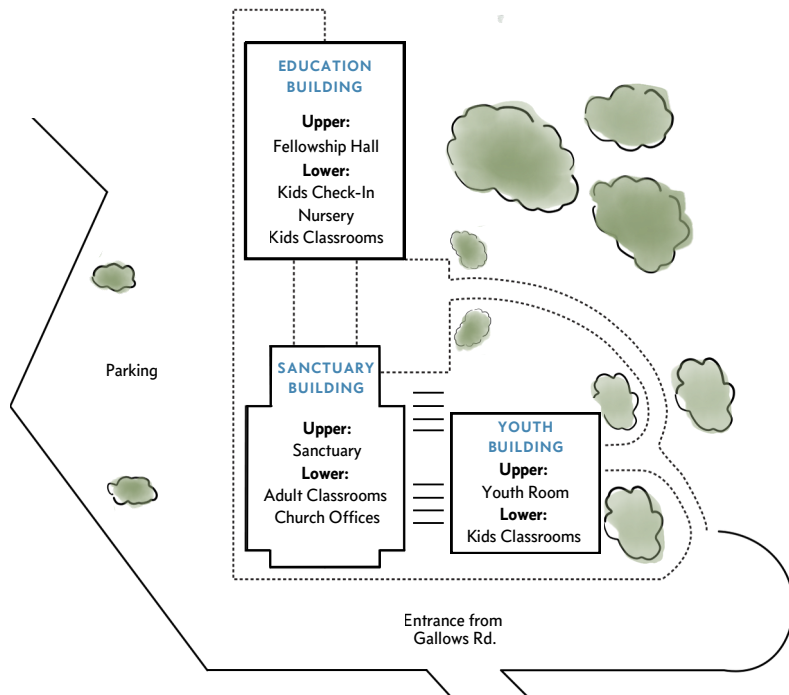 EDUCATION
BUILDING
Upper:
Fellowship Hall
Lower:
Kids Check-In
Nursery
Kids Classrooms
Parking
SANCTUARY
BUILDING
Upper:
Sanctuary
Lower:
Adult Classrooms
Church Offices
YOUTH
BUILDING
Upper:
Youth Room
Lower:
Kids Classrooms
Entrance from
Gallows Rd.